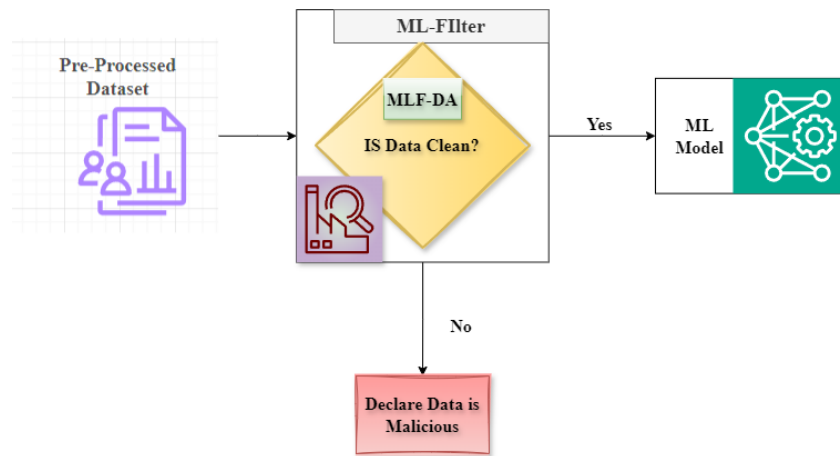 ML-FIlter
Pre-Processed
Dataset
MLF-DA
IS Data Clean?
Yes
ML
Model
No
Declare Data is
Malicious